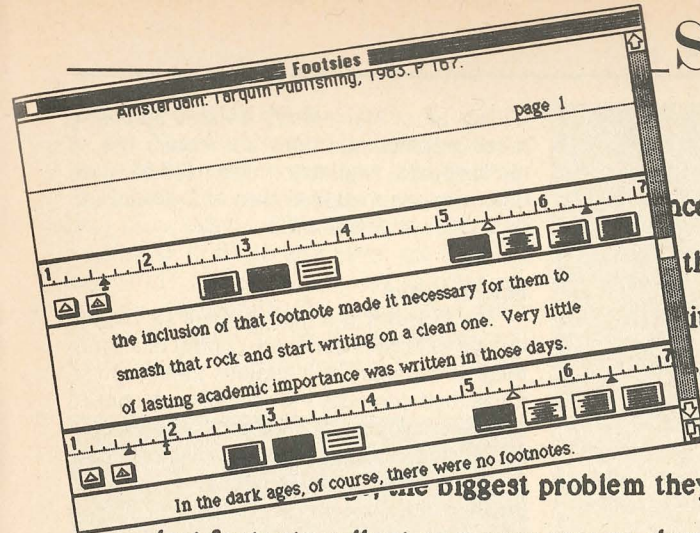 Footsies
Amsterdam: Tarquin Publishing, 1983. P 167.
page 1
1 2 3 4 5 6 7
the inclusion of that footnote made it necessary for them to
smash that rock and start writing on a clean one. Very little
of lasting academic importance was written in those days.
1 2 3 4 5 6 7
In the dark ages, of course, there were no footnotes.
the biggest problem they